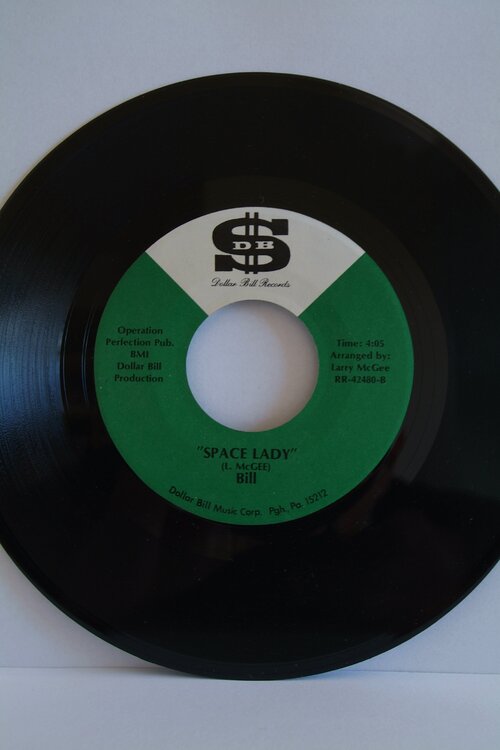 $
DB
Dollar Bill Records
Operation
Perfection Pub.
BMI
Dollar Bill
Production
Time: 4:05
Arranged by:
Larry McGee
RR-42480-B
"SPACE LADY"
(L. McGEE)
Bill
Dollar Bill Music Corp. Pgh., Pa. 15212